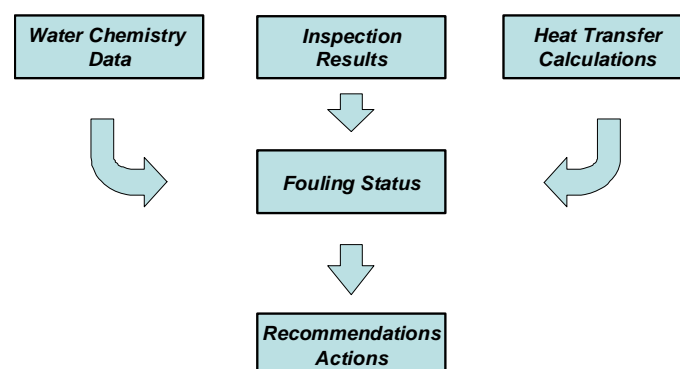 Water Chemistry
Data
Inspection
Results
Heat Transfer
Calculations
Fouling Status
Recommendations
Actions